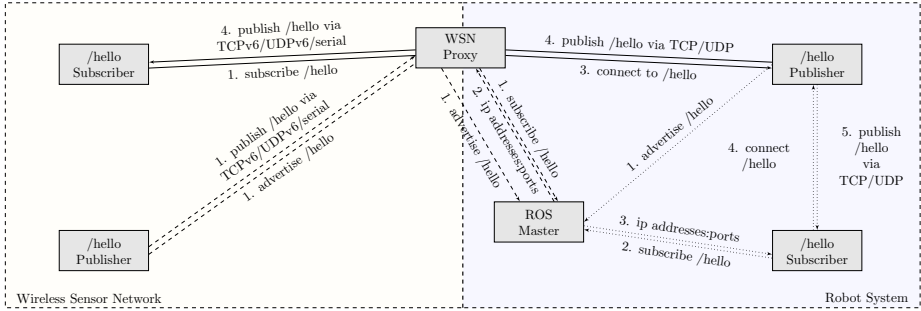 4. publish /hello via
TCPv6/UDPv6/serial
1. subscribe /hello
/hello
Subscriber
WSN
Proxy
4. publish /hello via TCP/UDP
3. connect to /hello
/hello
Publisher
1. publish /hello via
TCPv6/UDPv6/serial
1. advertise /hello
1. subscribe /hello
2. ip addresses:ports
1. advertise /hello
1. advertise /hello
4. connect
/hello
5. publish
/hello
via
TCP/UDP
ROS
Master
3. ip addresses:ports
2. subscribe /hello
/hello
Publisher
/hello
Subscriber
Wireless Sensor Network
Robot System